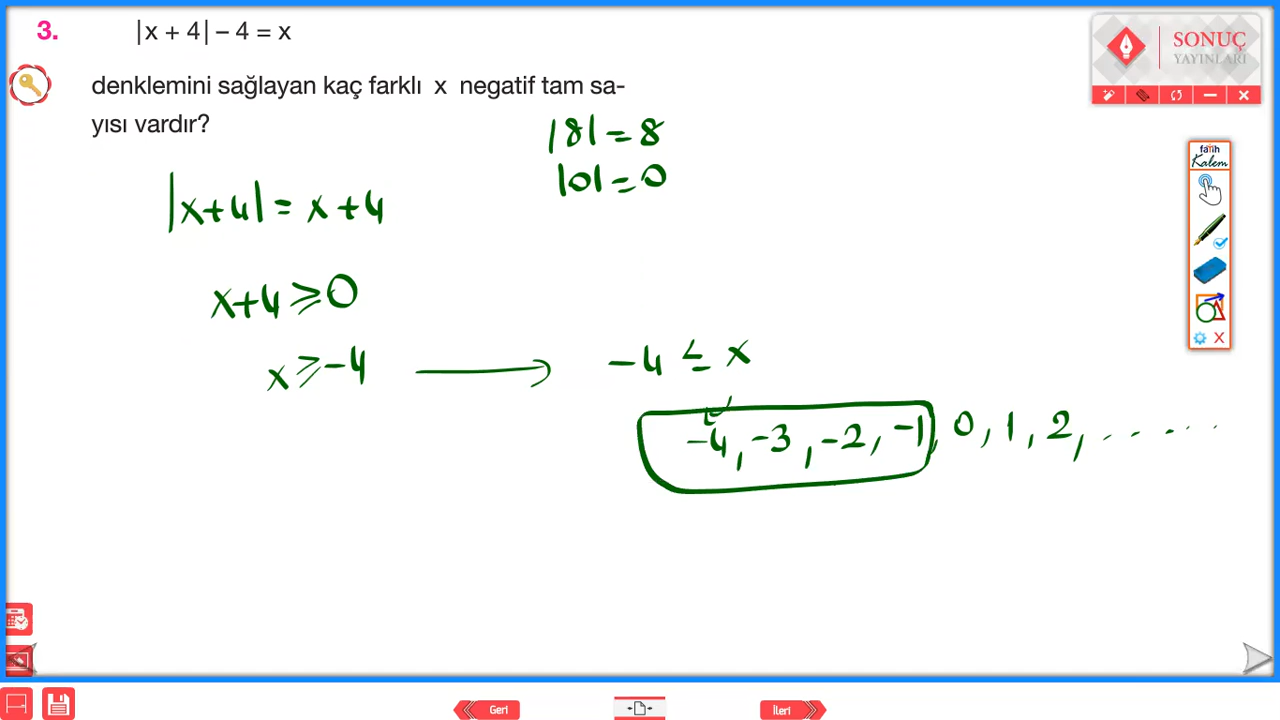 3. |x + 4| – 4 = x
denklemini sağlayan kaç farklı x negatif tam sa-
yısı vardır?
|8| = 8
|0| = 0
|x+4| = x+4
x+4 ≥ 0
x ≥ -4 → -4 ≤ x
-4, -3, -2, -1, 0, 1, 2, ......
SONUÇ
YAYINLARI
fatih
Kalem
Geri
İleri